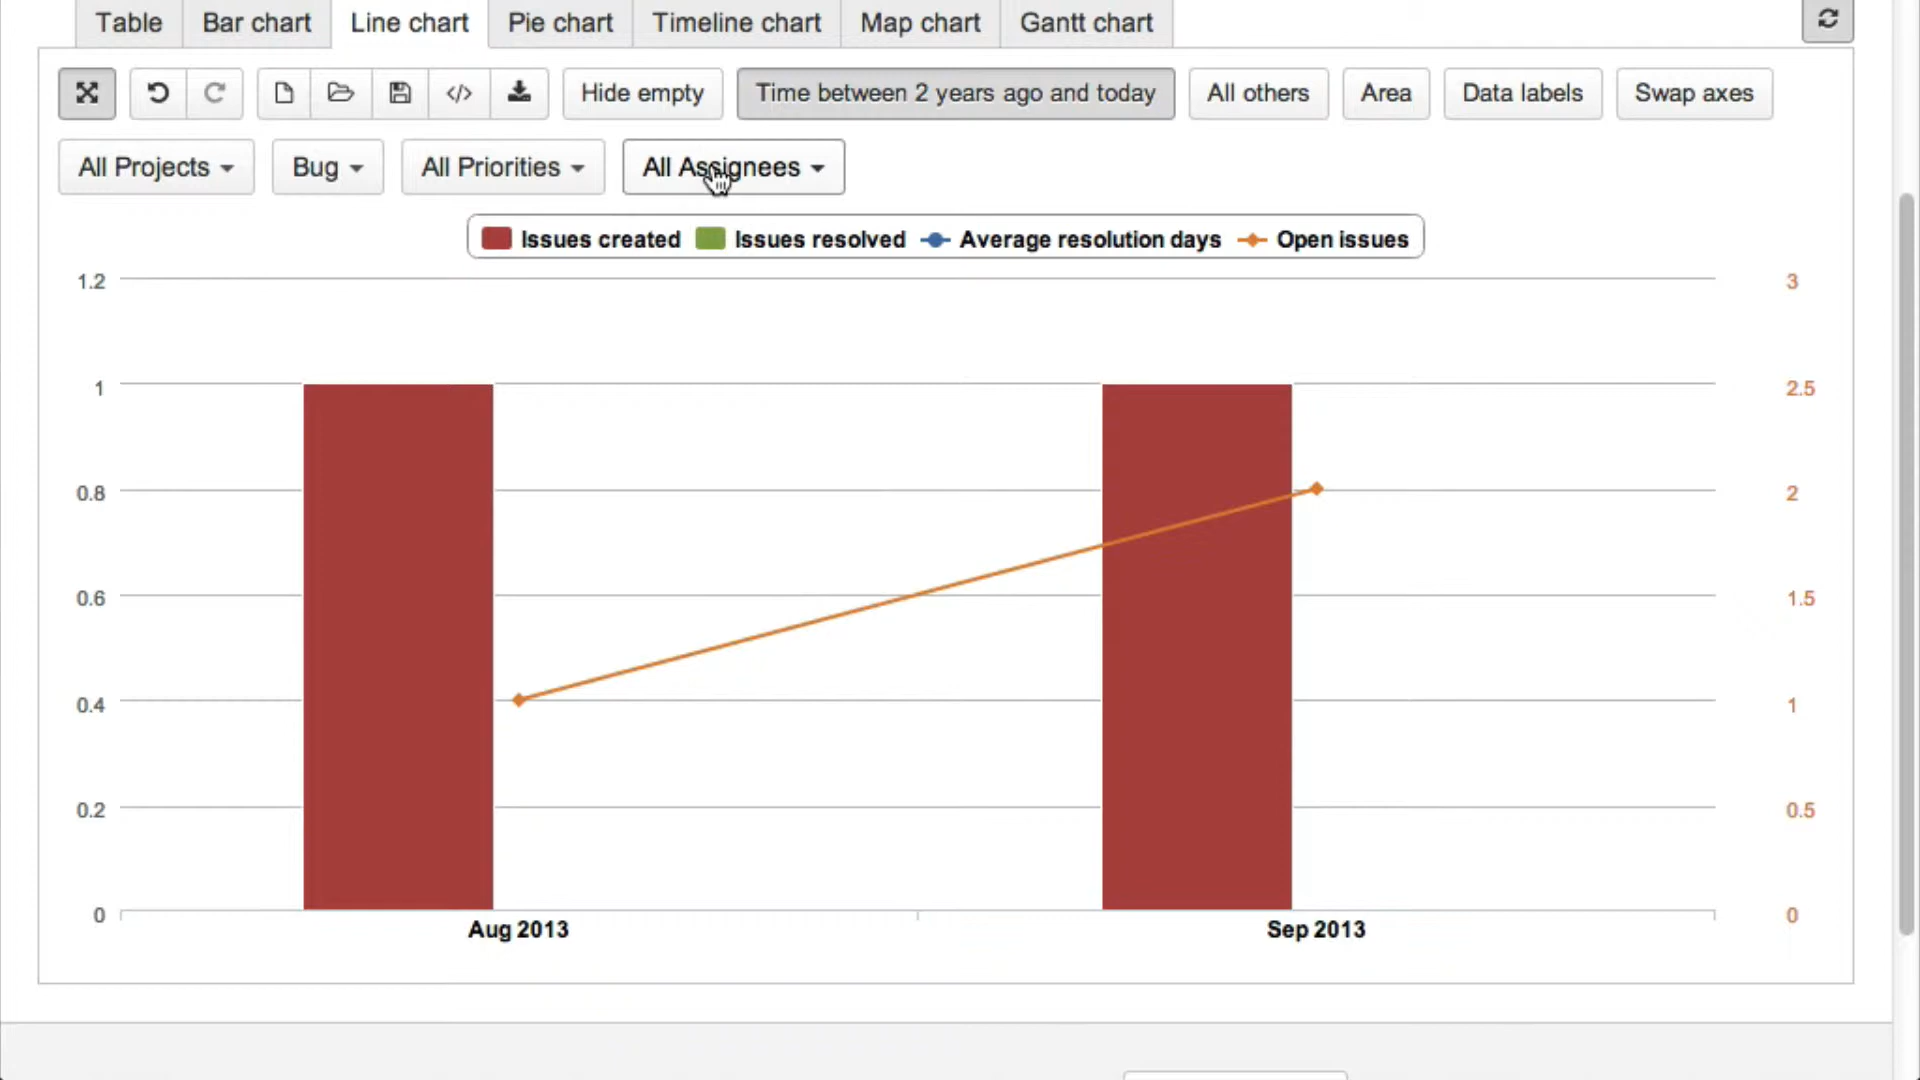 Table Bar chart Line chart Pie chart Timeline chart Map chart Gantt chart
Hide empty Time between 2 years ago and today All others Area Data labels Swap axes
All Projects Bug All Priorities All Assignees
Issues created Issues resolved Average resolution days Open issues
1.2 3
1 2.5
0.8 2
0.6 1.5
0.4 1
0.2 0.5
0 0
Aug 2013 Sep 2013